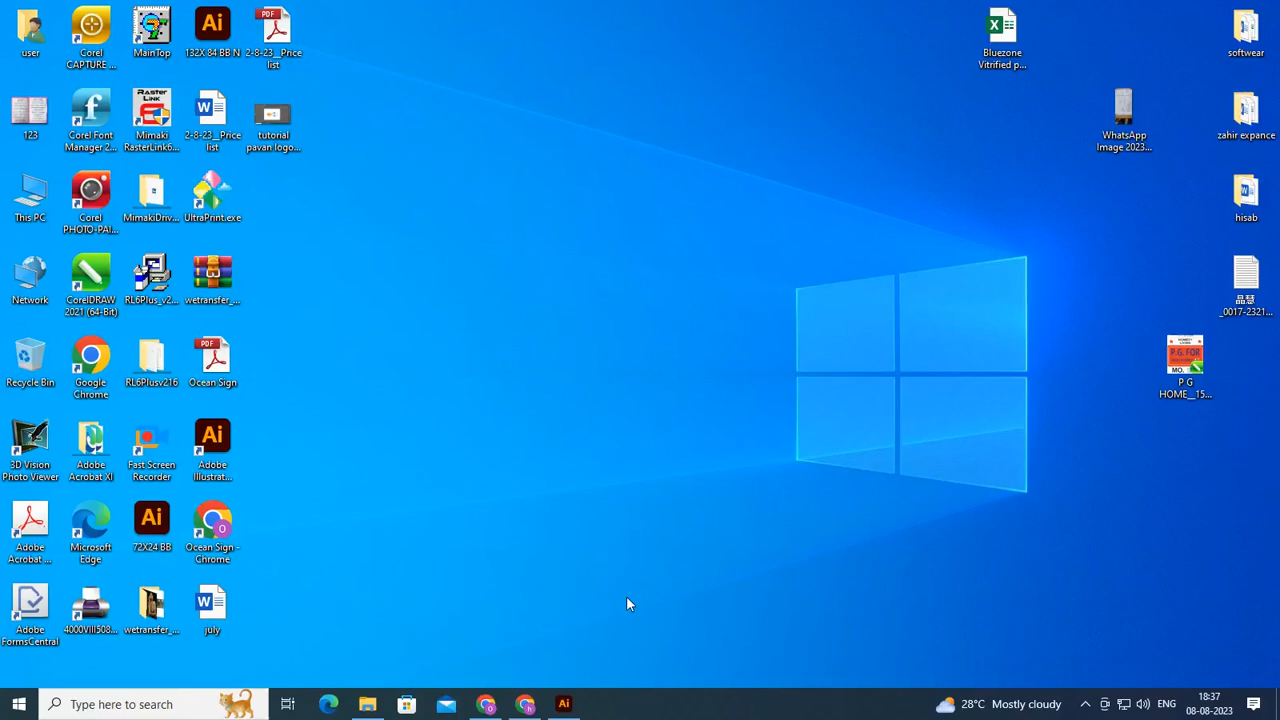 user
Corel
CAPTURE ...
MainTop
132X 84 BB N
2-8-23__Price
list
123
Corel Font
Manager 2...
Mimaki
RasterLink6...
2-8-23__Price
list
tutorial
pavan logo...
This PC
Corel
PHOTO-PAI...
MimakiDriv...
UltraPrint.exe
Network
CorelDRAW
2021 (64-Bit)
RL6Plus_v2...
wetransfer_...
Recycle Bin
Google
Chrome
RL6Plusv216
Ocean Sign
3D Vision
Photo Viewer
Adobe
Acrobat XI
Fast Screen
Recorder
Adobe
Illustrat...
Adobe
Acrobat ...
Microsoft
Edge
72X24 BB
Ocean Sign -
Chrome
Adobe
FormsCentral
4000VIII508...
wetransfer_...
july
Bluezone
Vitrified p...
softwear
WhatsApp
Image 2023...
zahir expance
hisab
晶慧
_0017-2321...
P.G. FOR
P G
HOME__15...
Type here to search
28°C Mostly cloudy
ENG
18:37
08-08-2023